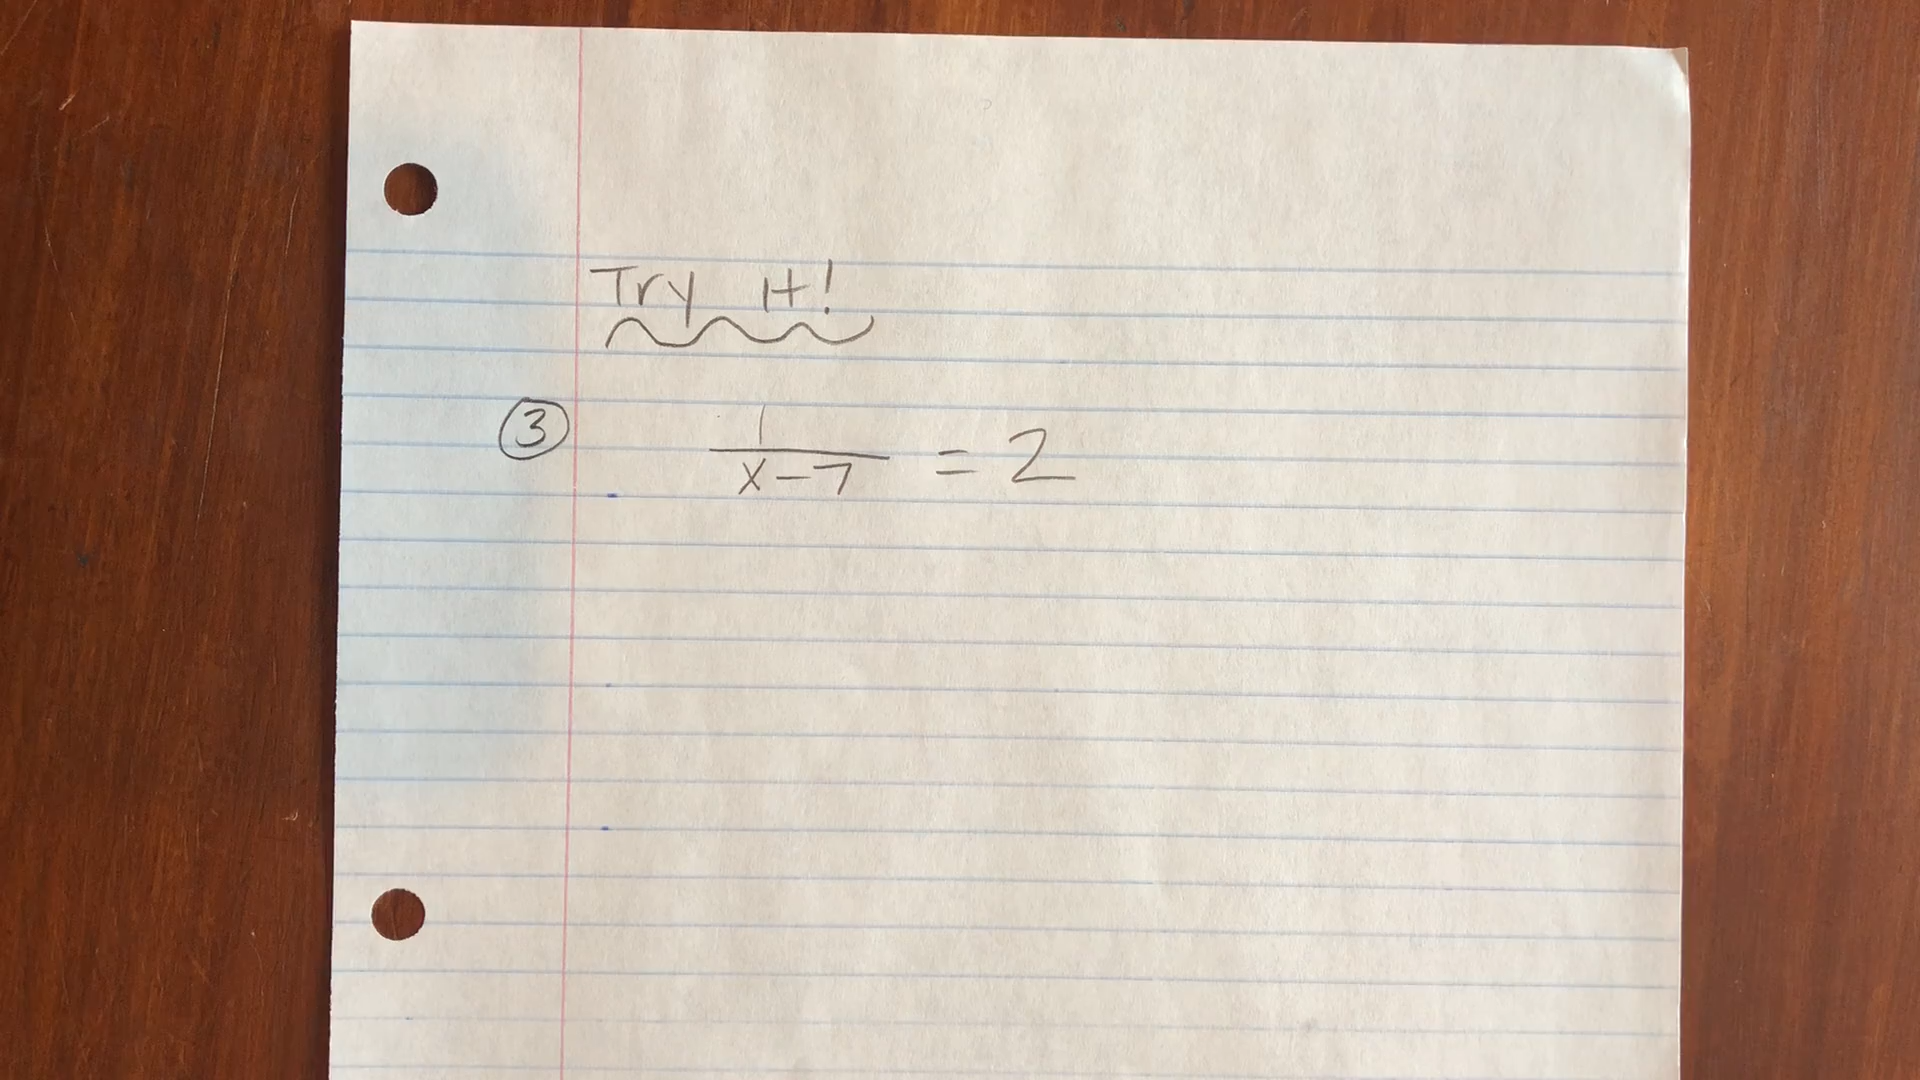 Try it!
③ 1/(x-7) = 2